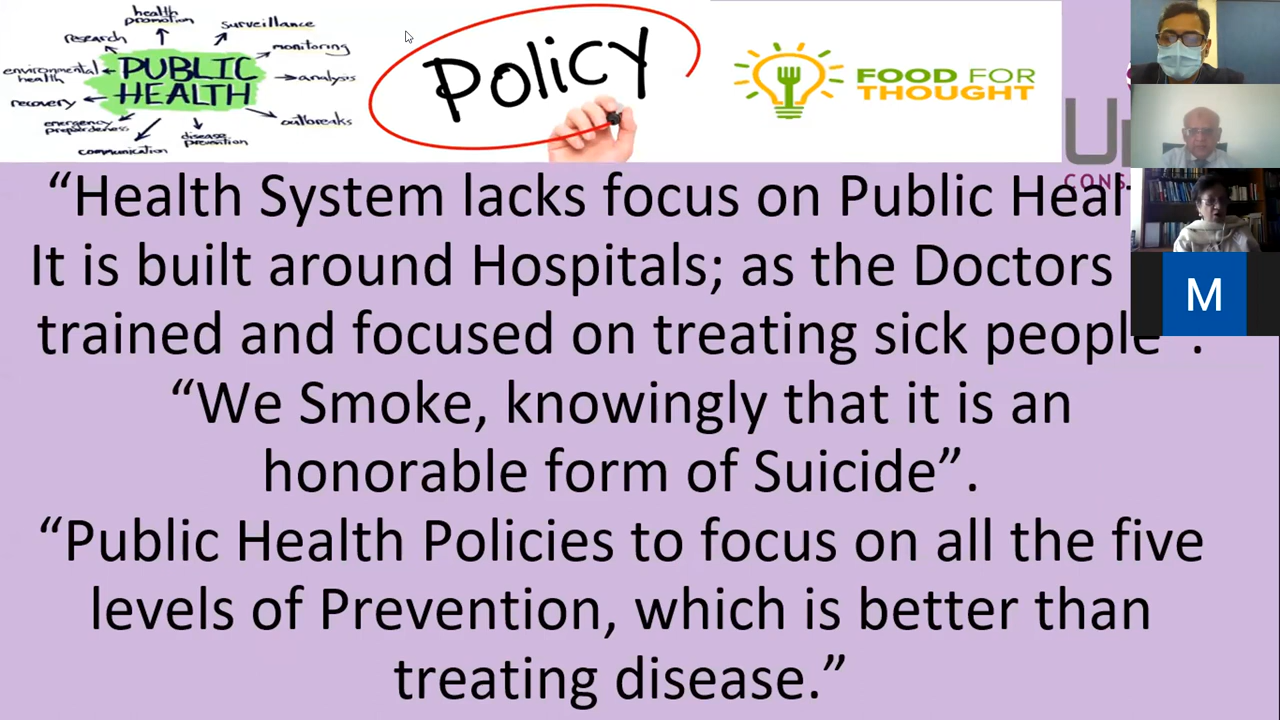 health
promotion
surveillance
research
monitoring
environmental
health
PUBLIC
HEALTH
analysis
recovery
outbreaks
emergency
disease
prevention
communication
Policy
FOOD FOR
THOUGHT
“Health System lacks focus on Public
It is built around Hospitals; as the Doctors
trained and focused on treating sick people”.
“We Smoke, knowingly that it is an
honorable form of Suicide”.
“Public Health Policies to focus on all the five
levels of Prevention, which is better than
treating disease.”
M